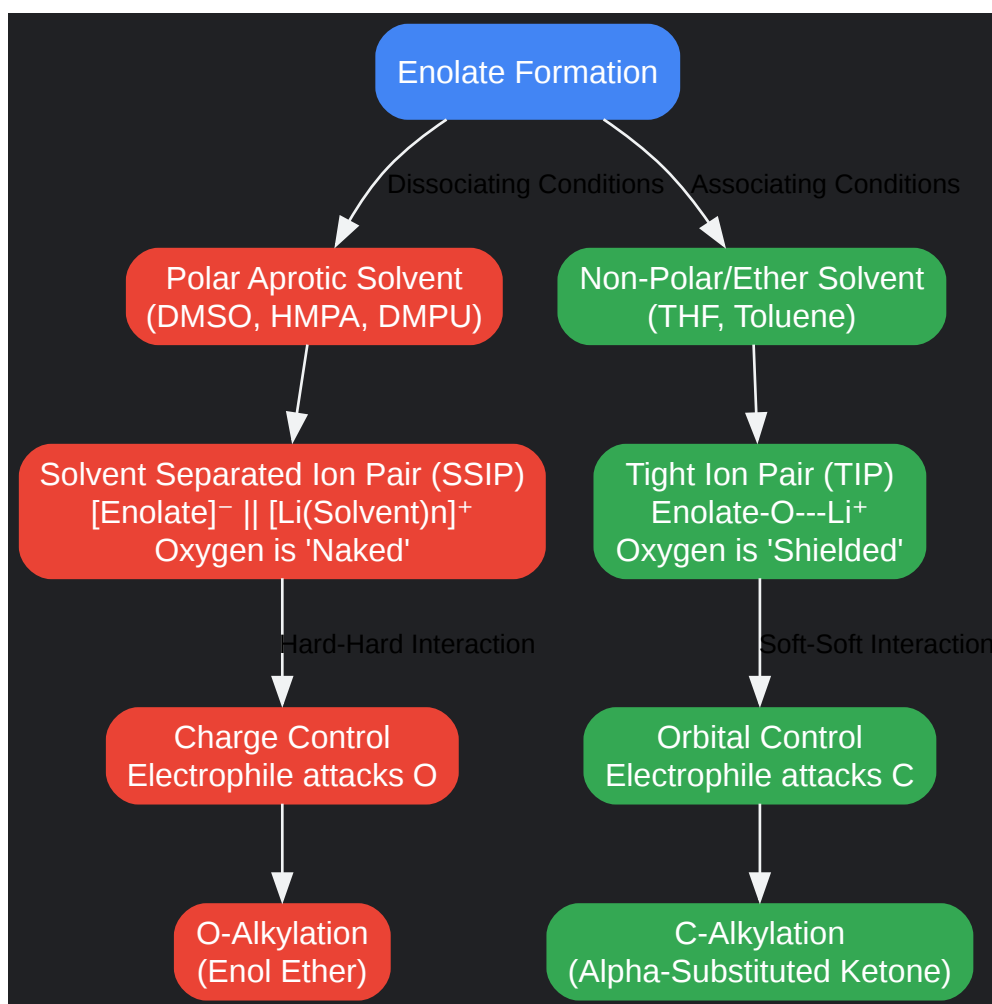 Enolate Formation
Dissociating Conditions
Associating Conditions
Polar Aprotic Solvent
(DMSO, HMPA, DMPU)
Non-Polar/Ether Solvent
(THF, Toluene)
Solvent Separated Ion Pair (SSIP)
[Enolate]⁻ || [Li(Solvent)n]⁺
Oxygen is 'Naked'
Tight Ion Pair (TIP)
Enolate-O---Li⁺
Oxygen is 'Shielded'
Hard-Hard Interaction
Soft-Soft Interaction
Charge Control
Electrophile attacks O
Orbital Control
Electrophile attacks C
O-Alkylation
(Enol Ether)
C-Alkylation
(Alpha-Substituted Ketone)